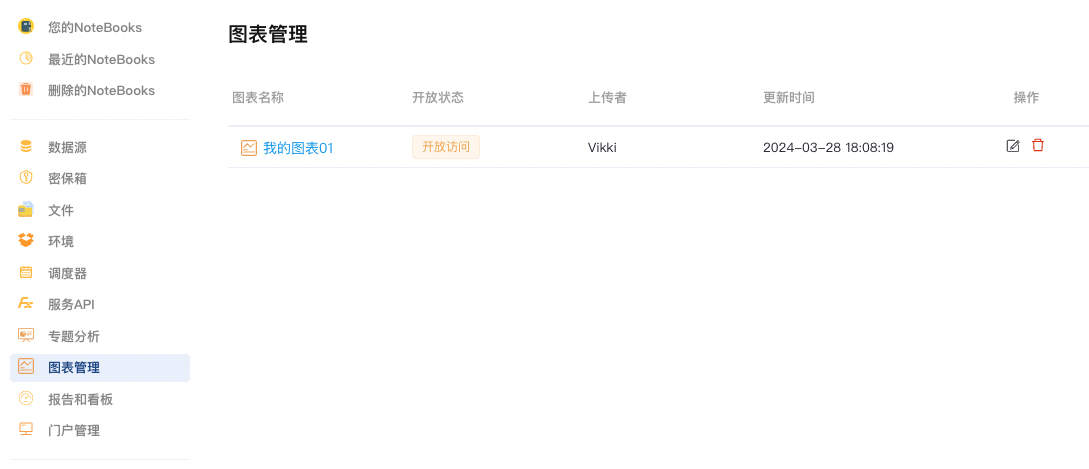 您的NoteBooks
最近的NoteBooks
删除的NoteBooks
数据源
密保箱
文件
环境
调度器
服务API
专题分析
图表管理
报告和看板
门户管理
图表管理
图表名称 开放状态 上传者 更新时间 操作
我的图表01 开放访问 Vikki 2024-03-28 18:08:19